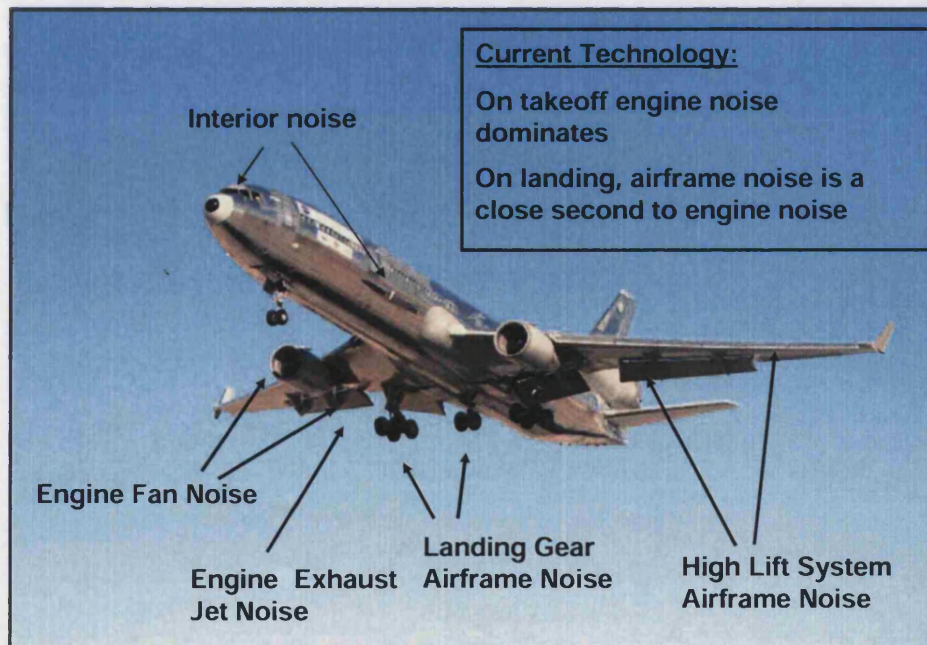 Current Technology:
On takeoff engine noise
dominates
On landing, airframe noise is a
close second to engine noise
Interior noise
Engine Fan Noise
Engine Exhaust
Jet Noise
Landing Gear
Airframe Noise
High Lift System
Airframe Noise